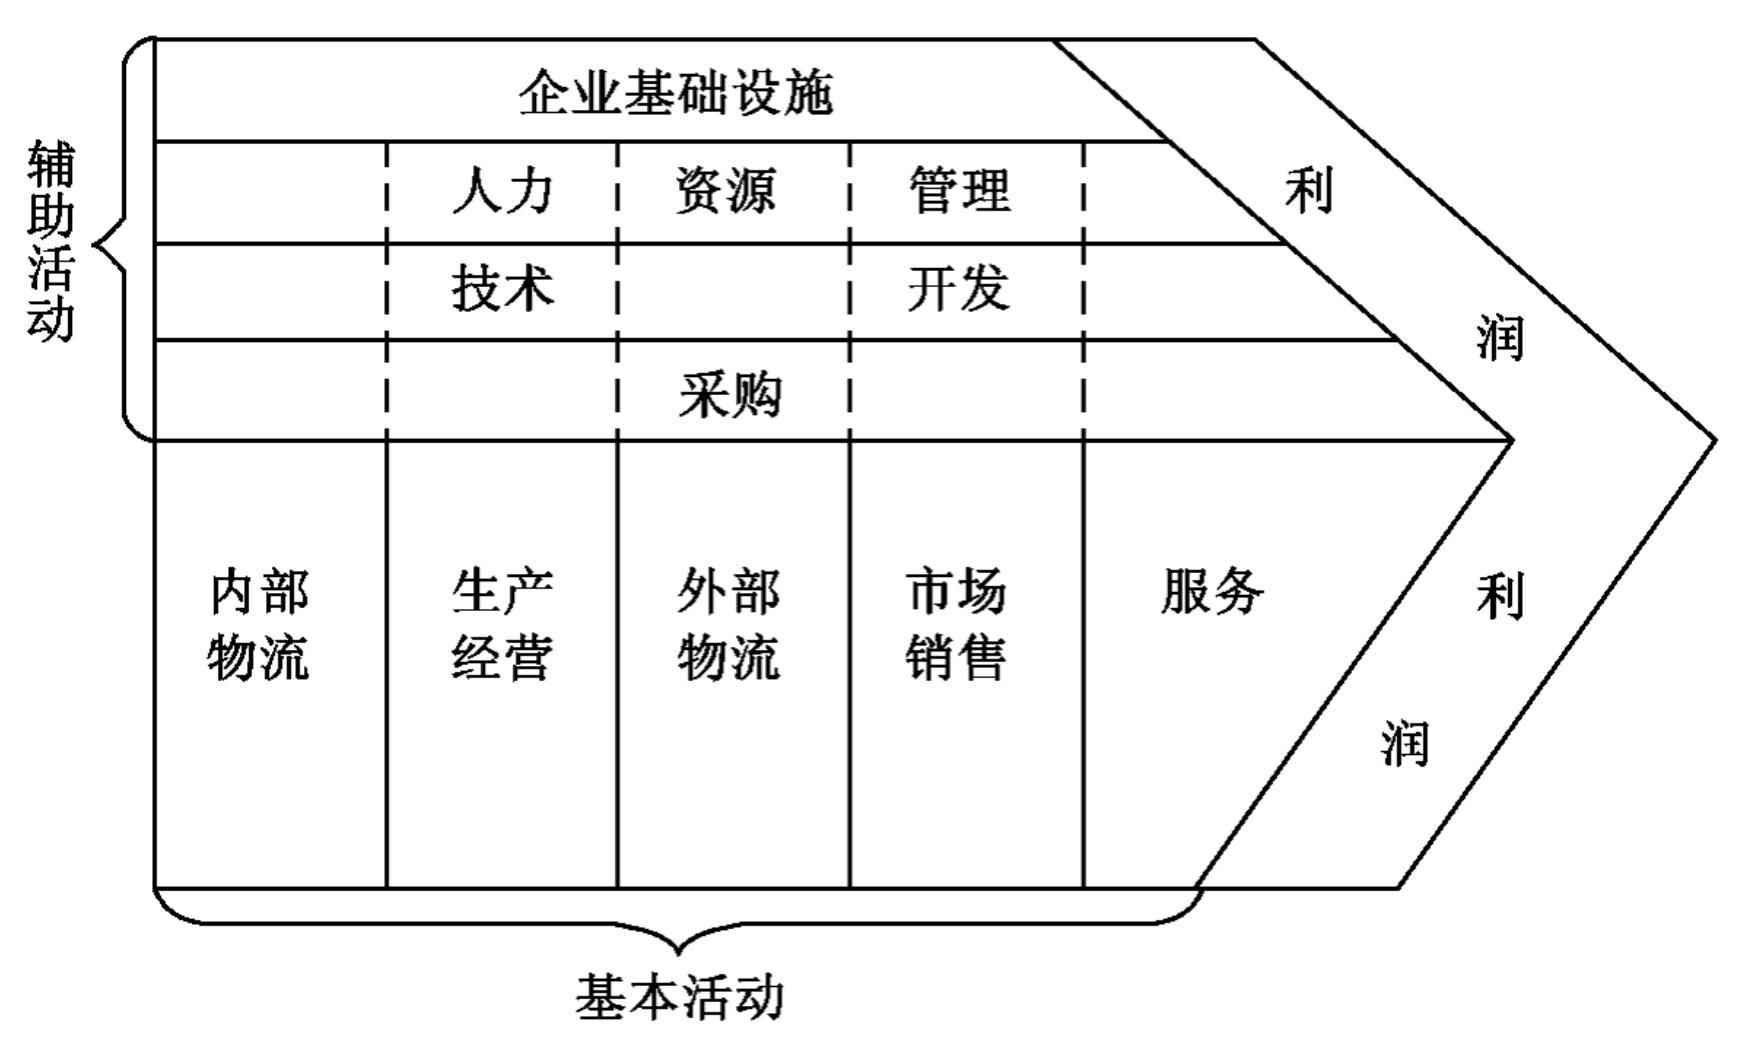 辅助活动
企业基础设施
人力 资源 管理
技术 开发
采购
利
润
内部
物流
生产
经营
外部
物流
市场
销售
服务
利
润
基本活动